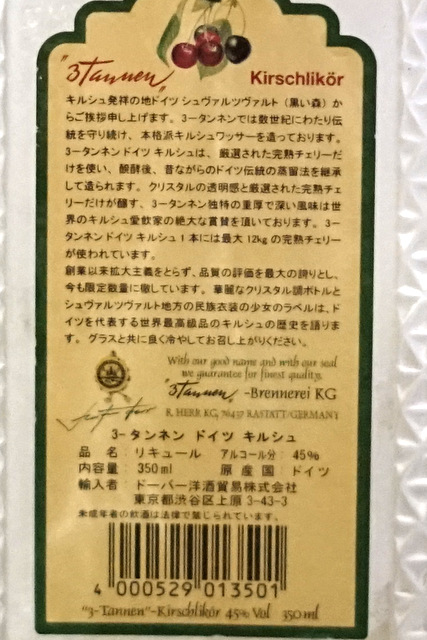 "3Tannen"
Kirschlikör
キルシュ発祥の地ドイツ シュヴァルツヴァルト（黒い森）か
らご挨拶申し上げます。3ータンネンでは数世紀にわたり伝
統を守り続け、本格派キルシュワッサーを造っております。
3ータンネンドイツ キルシュは、厳選された完熟チェリーだ
けを使い、醗酵後、昔ながらのドイツ伝統の蒸留法を継承
して造られます。クリスタルの透明感と厳選された完熟チェ
リーだけが醸す、3ータンネン独特の重厚で深い風味は世
界のキルシュ愛飲家の絶大な賞賛を頂いております。3ー
タンネンドイツ キルシュ1本には最大12kgの完熟チェリー
が使われています。
創業以来拡大主義をとらず、品質の評価を最大の誇りとし、
今も限定数量に徹しています。華麗なクリスタル調ボトルと
シュヴァルツヴァルト地方の民族衣装の少女のラベルは、ド
イツを代表する世界最高級品のキルシュの歴史を語りま
す。グラスと共に良く冷やしてお召し上がりください。
With our good name and with our seal
we guarantee for finest quality.
"3Tannen" -Brennerei KG
R. HERR KG, 76437 RASTATT/GERMANY
3-タンネン ドイツ キルシュ
品 名： リキュール アルコール分： 45%
内容量： 350ml 原 産 国： ドイツ
輸入者： ドーバー洋酒貿易株式会社
東京都渋谷区上原 3-43-3
未成年者の飲酒は法律で禁じられています。
4 000529 013501
"3-Tannen"-Kirschlikör 45% Vol 350 ml